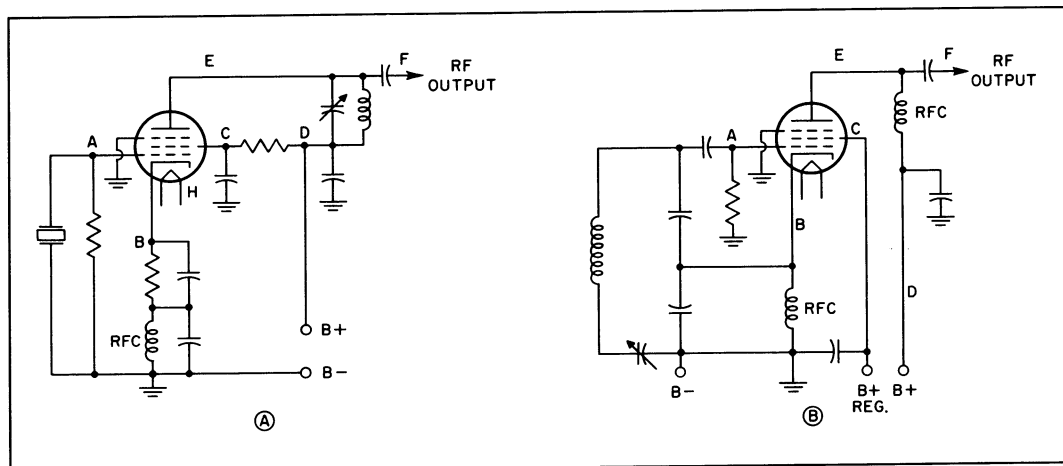 E
F
RF
OUTPUT
A
C
D
H
B
B+
RFC
B-
A
E
F
RF
OUTPUT
RFC
A
C
B
D
RFC
B-
B+
REG.
B+
B